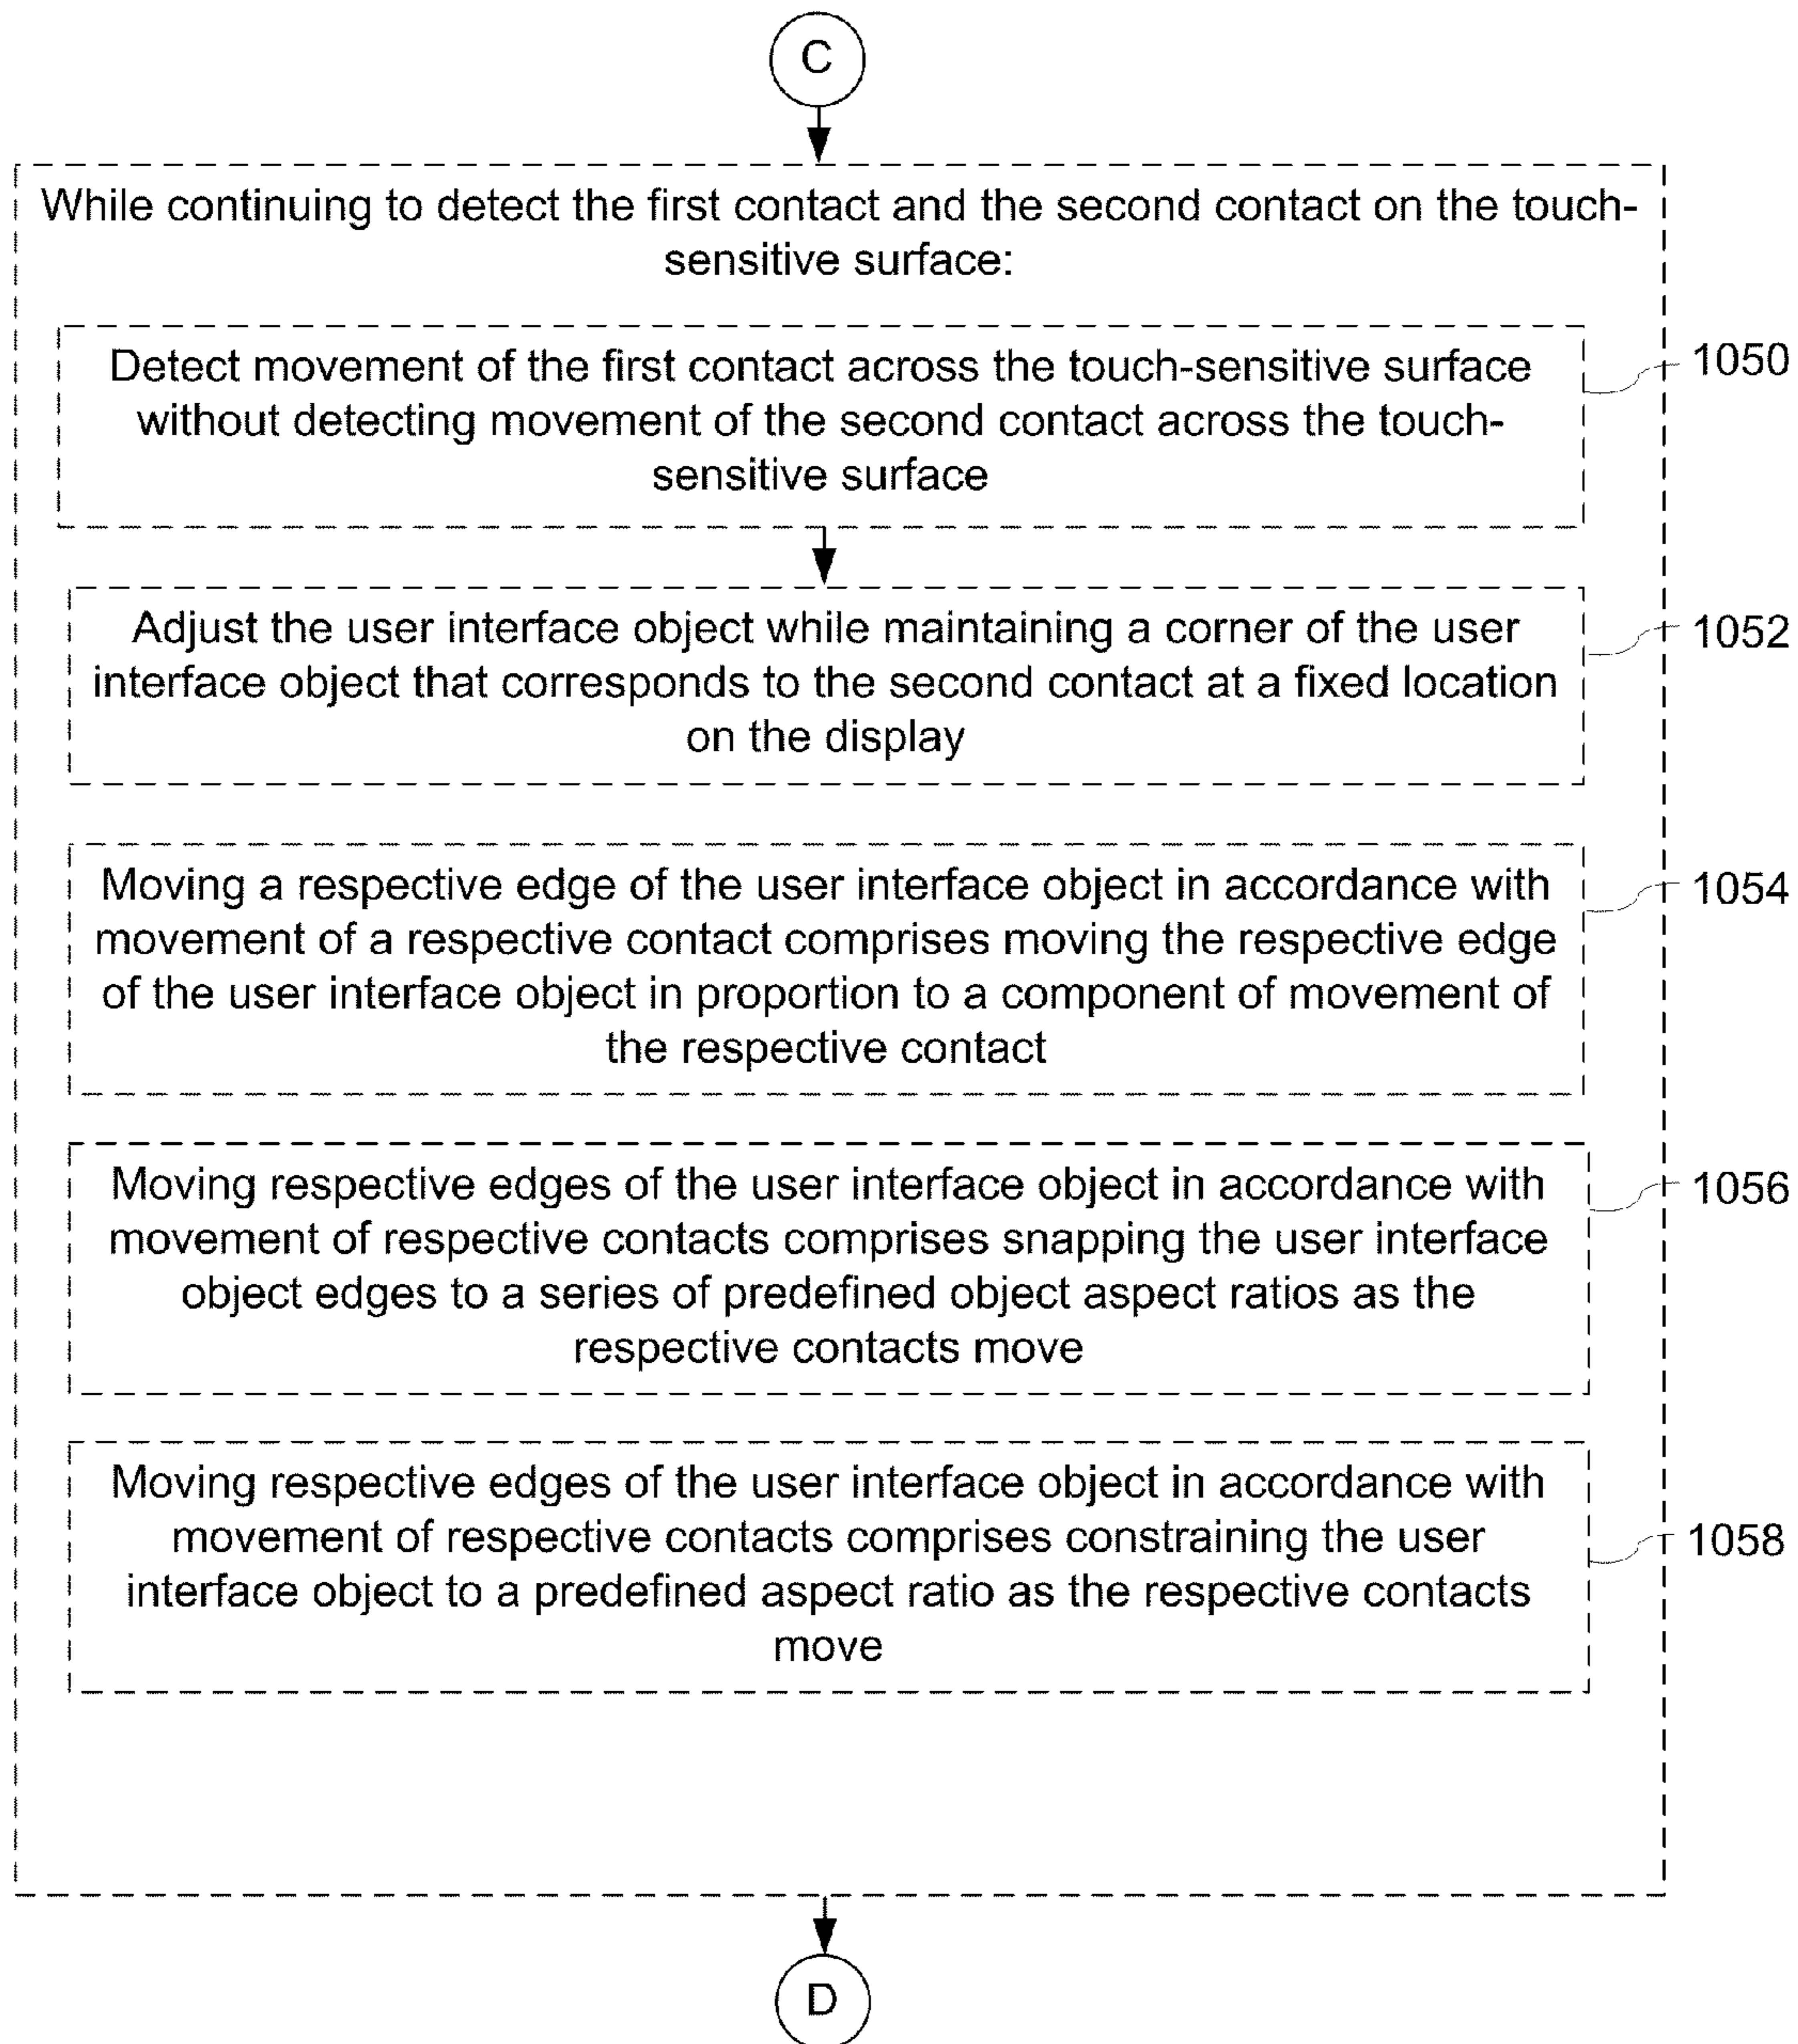 C
While continuing to detect the first contact and the second contact on the touch-
sensitive surface:
Detect movement of the first contact across the touch-sensitive surface
without detecting movement of the second contact across the touch-
sensitive surface
1050
Adjust the user interface object while maintaining a corner of the user
interface object that corresponds to the second contact at a fixed location
on the display
1052
Moving a respective edge of the user interface object in accordance with
movement of a respective contact comprises moving the respective edge
of the user interface object in proportion to a component of movement of
the respective contact
1054
Moving respective edges of the user interface object in accordance with
movement of respective contacts comprises snapping the user interface
object edges to a series of predefined object aspect ratios as the
respective contacts move
1056
Moving respective edges of the user interface object in accordance with
movement of respective contacts comprises constraining the user
interface object to a predefined aspect ratio as the respective contacts
move
1058
D